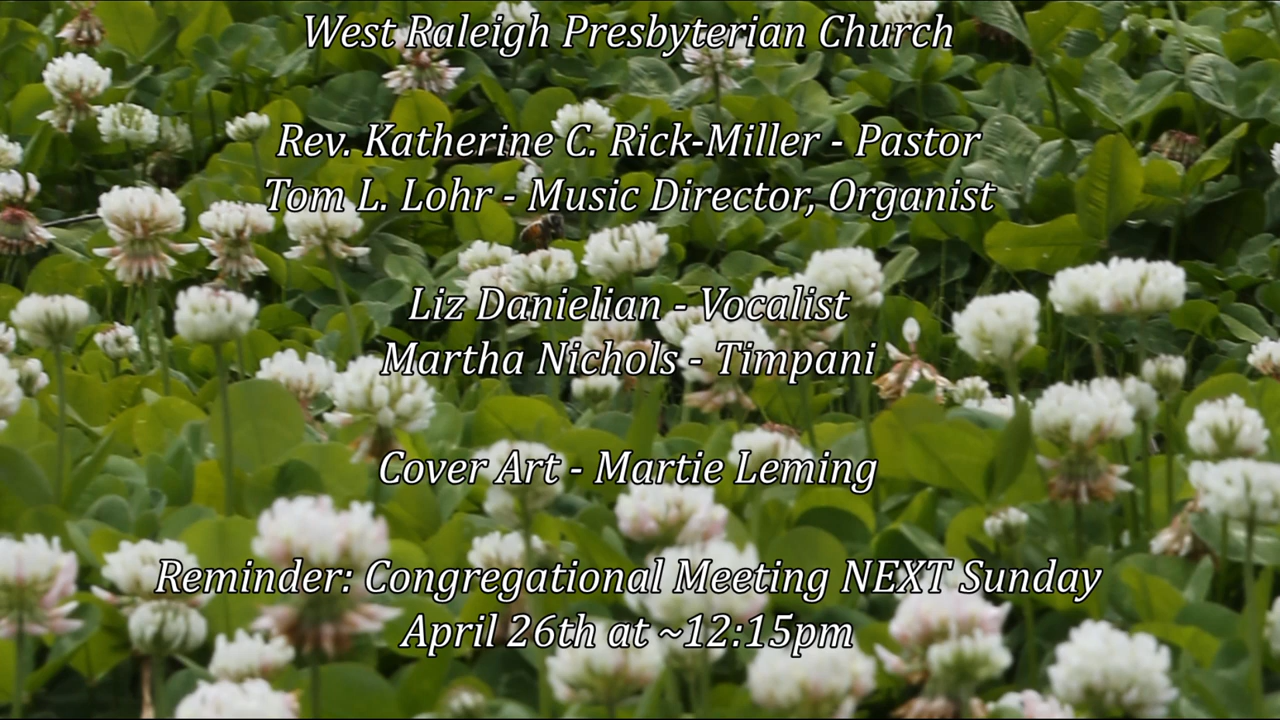 West Raleigh Presbyterian Church
Rev. Katherine C. Rick-Miller - Pastor
Tom L. Lohr - Music Director, Organist
Liz Danielian - Vocalist
Martha Nichols - Timpani
Cover Art - Martie Leming
Reminder: Congregational Meeting NEXT Sunday
April 26th at ~12:15pm